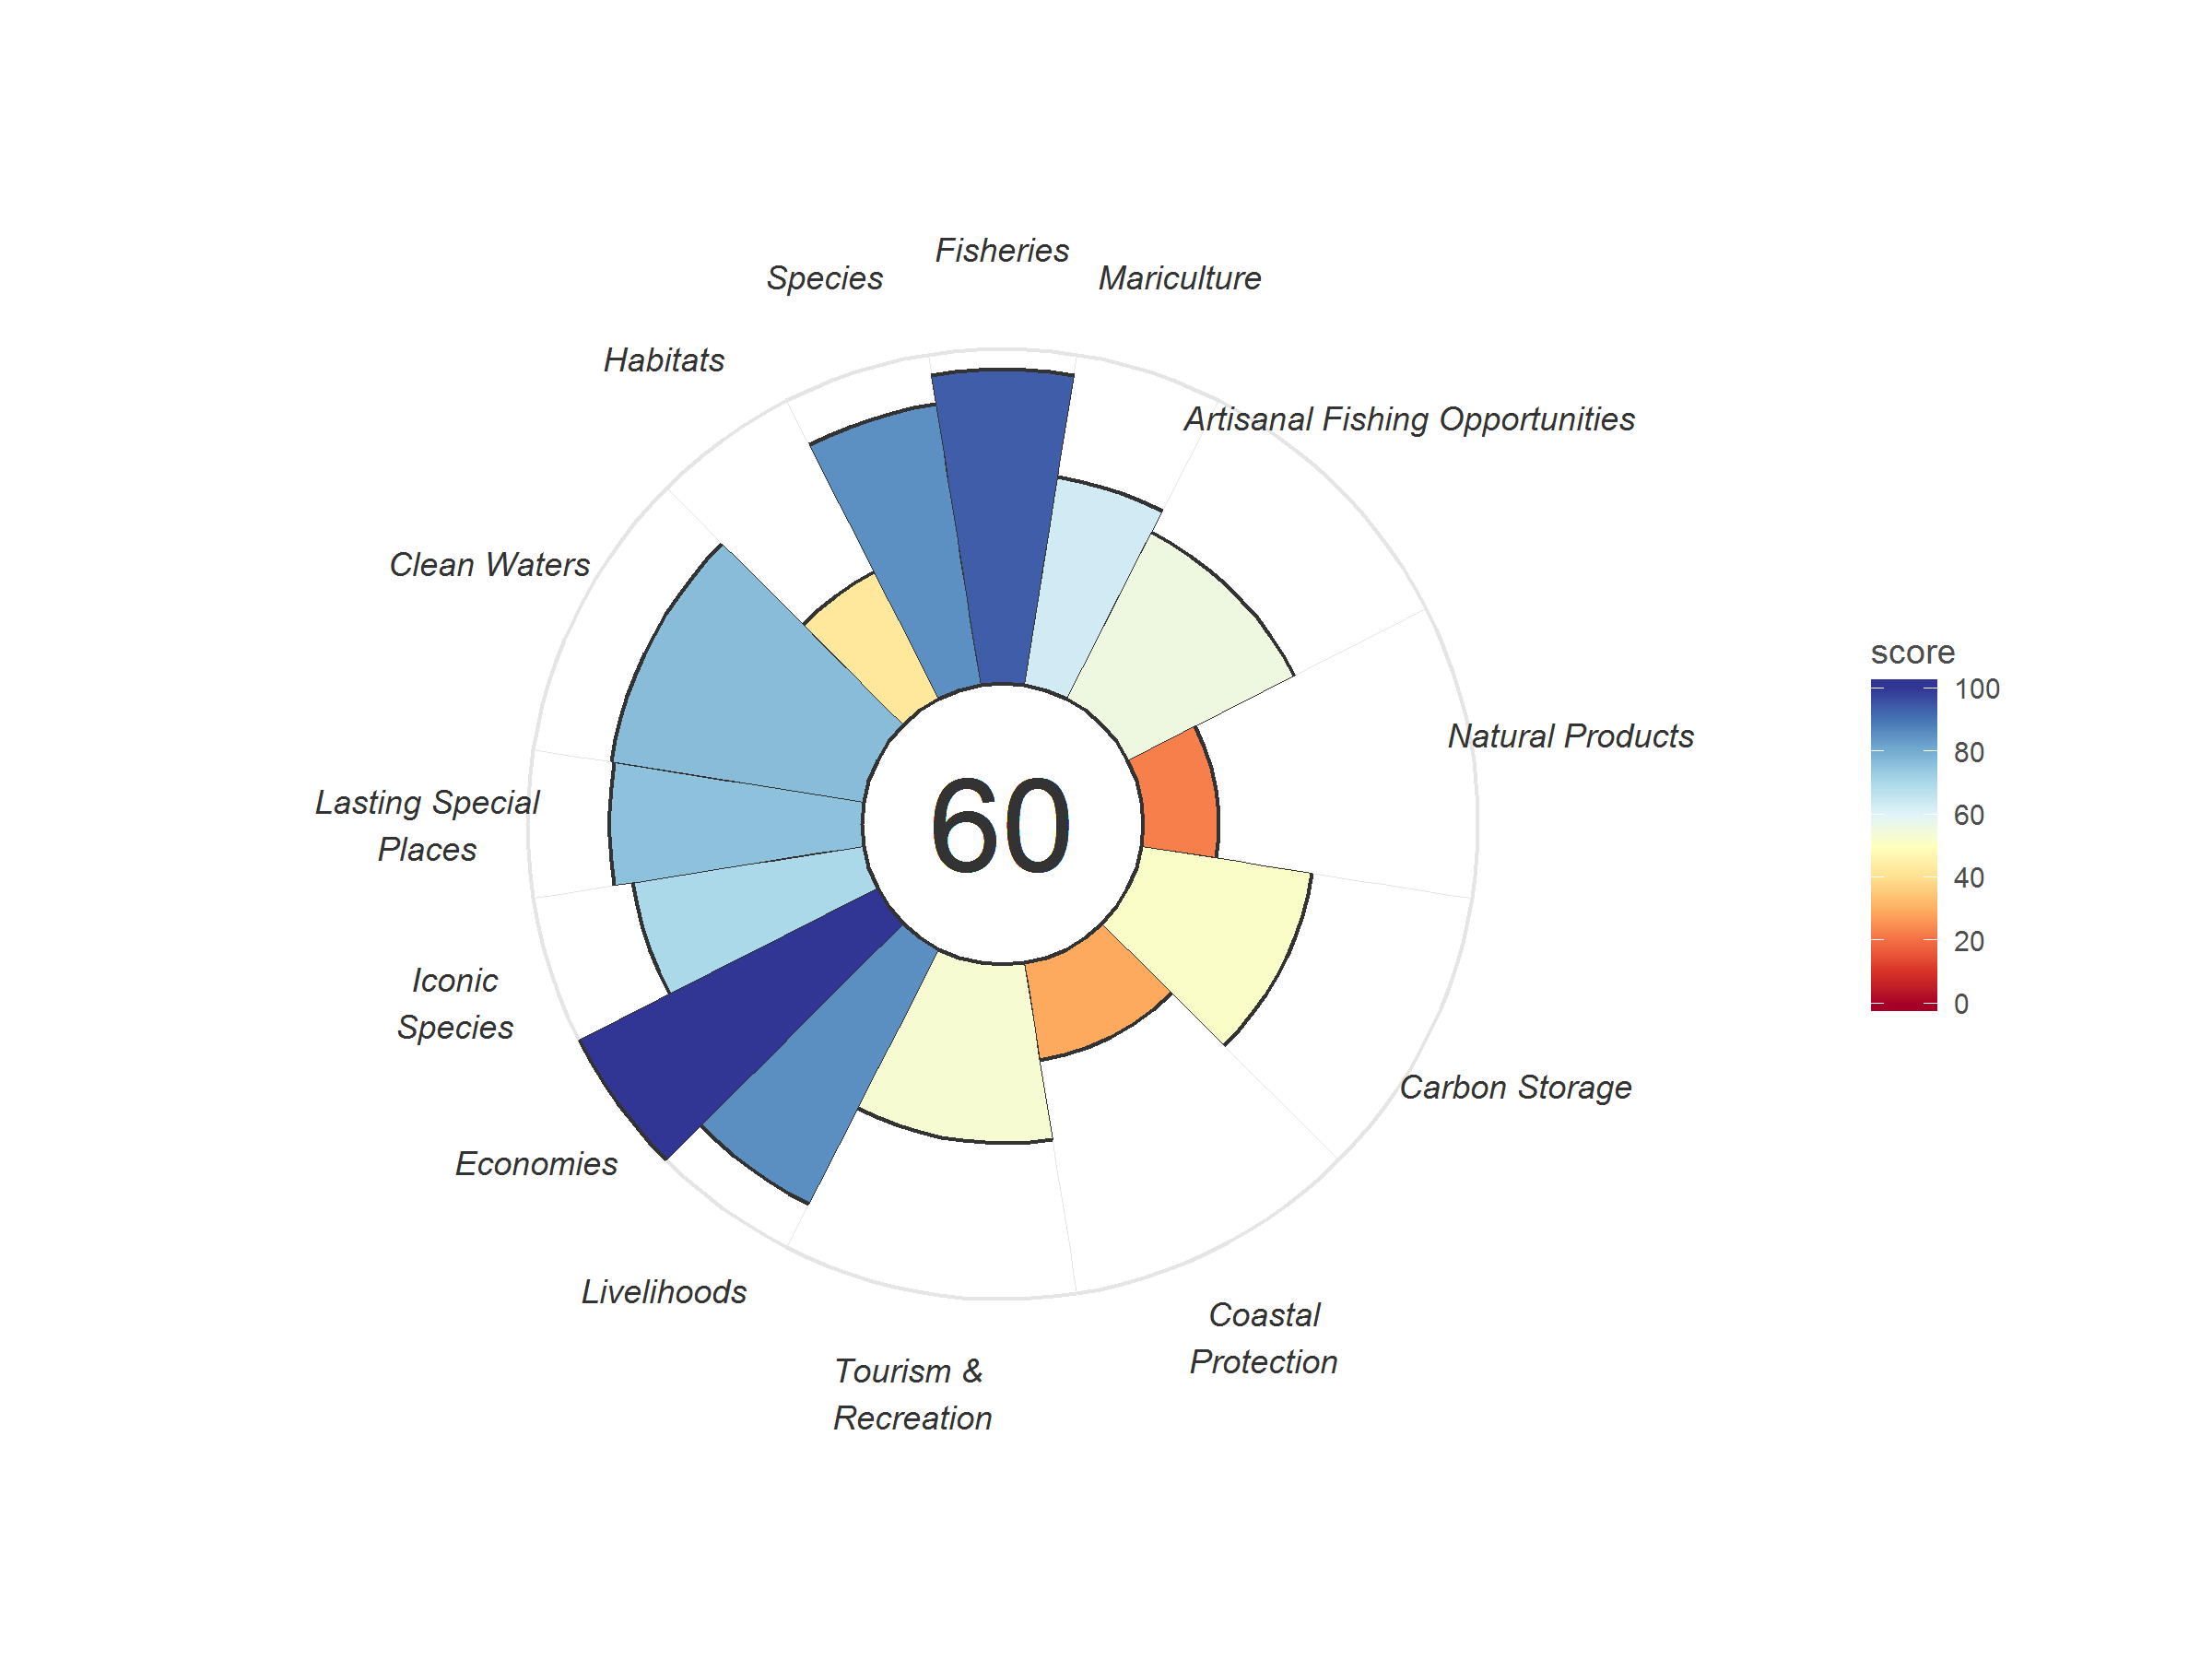 Fisheries
Species
Mariculture
Habitats
Artisanal Fishing Opportunities
Clean Waters
score
100
Natural Products
80
60
Lasting Special
Places
60
40
20
Iconic
Species
0
Carbon Storage
Economies
Livelihoods
Coastal
Protection
Tourism &
Recreation